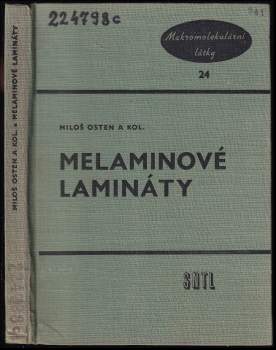 224798c
Makromolekulární
látky
24
MILOŠ OSTEN A KOL.
MELAMINOVÉ
LAMINÁTY
SNTL
MILOŠ OSTEN A KOL. • MELAMINOVÉ LAMINÁTY